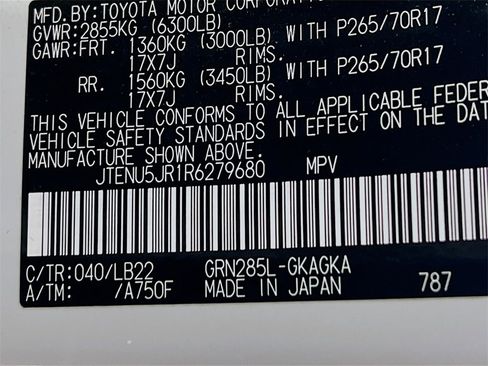 MFD.BY:TOYOTA MOTOR CORPORATION
GVWR:2855KG (6300LB)
GAWR:FRT. 1360KG (3000LB) WITH P265/70R17
17X7J RIMS.
RR. 1560KG (3450LB) WITH P265/70R17
17X7J RIMS.
THIS VEHICLE CONFORMS TO ALL APPLICABLE FEDER
VEHICLE SAFETY STANDARDS IN EFFECT ON THE DAT
MANUFACTURE SHOWN ABOVE.
JTENU5JR1R6279680 MPV
C/TR:040/LB22 GRN285L-GKAGKA
A/TM: /A750F MADE IN JAPAN 787